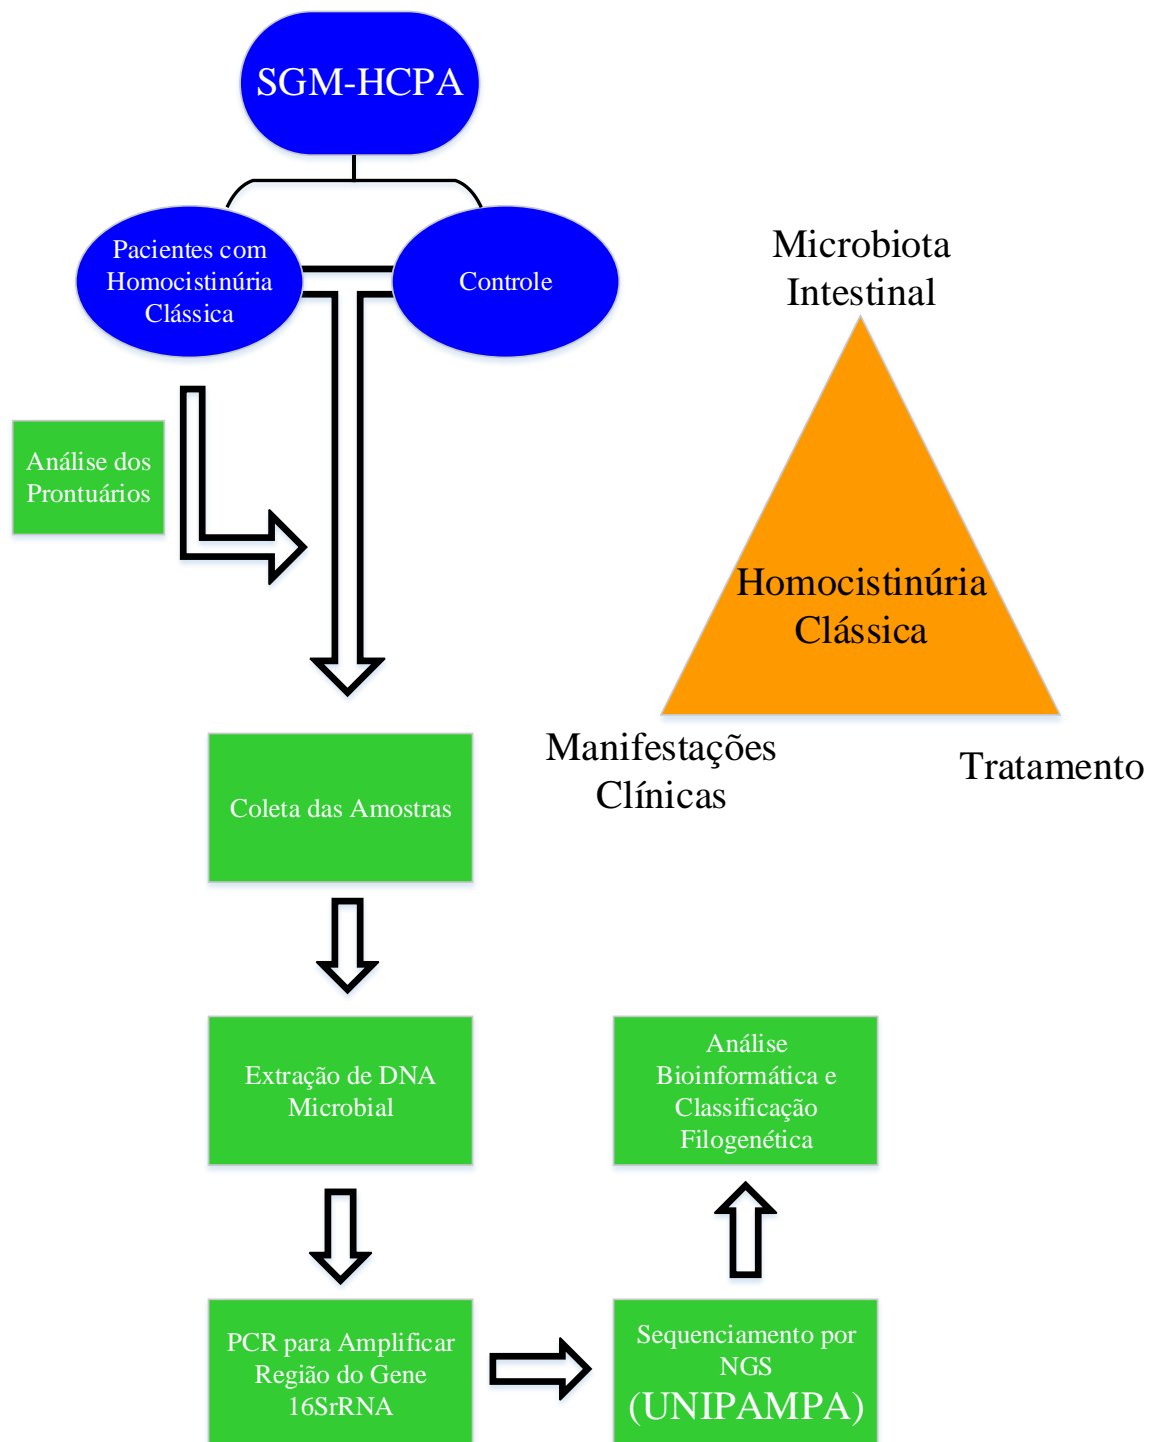 SGM-HCPA
Pacientes com
Homocistinúria
Clássica
Controle
Microbiota
Intestinal
Análise dos
Prontuários
Homocistinúria
Clássica
Manifestações
Clínicas
Tratamento
Coleta das Amostras
Extração de DNA
Microbial
Análise
Bioinformática e
Classificação
Filogenética
PCR para Amplificar
Região do Gene
16SrRNA
Sequenciamento por
NGS
(UNIPAMPA)